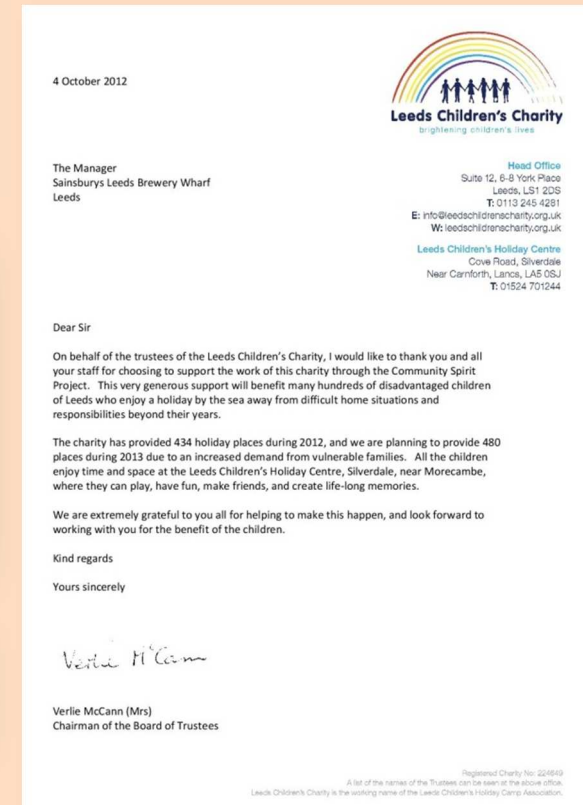 4 October 2012
Leeds Children's Charity
brightening children's lives
The Manager
Sainsburys Leeds Brewery Wharf
Leeds
Head Office
Suite 12, 6-8 York Place
Leeds, LS1 2DS
T: 0113 245 4281
E: info@leedschildrenscharity.org.uk
W: leedschildrenscharity.org.uk
Leeds Children's Holiday Centre
Cove Road, Silverdale
Near Carnforth, Lancs, LA5 0SJ
T: 01524 701244
Dear Sir
On behalf of the trustees of the Leeds Children's Charity, I would like to thank you and all
your staff for choosing to support the work of this charity through the Community Spirit
Project. This very generous support will benefit many hundreds of disadvantaged children
of Leeds who enjoy a holiday by the sea away from difficult home situations and
responsibilities beyond their years.
The charity has provided 434 holiday places during 2012, and we are planning to provide 480
places during 2013 due to an increased demand from vulnerable families. All the children
enjoy time and space at the Leeds Children's Holiday Centre, Silverdale, near Morecambe,
where they can play, have fun, make friends, and create life-long memories.
We are extremely grateful to you all for helping to make this happen, and look forward to
working with you for the benefit of the children.
Kind regards
Yours sincerely
Verlie McCann
Verlie McCann (Mrs)
Chairman of the Board of Trustees
Registered Charity No: 224649
A list of the names of the Trustees can be seen at the above office.
Leeds Children's Charity is the working name of the Leeds Children's Holiday Camp Association.